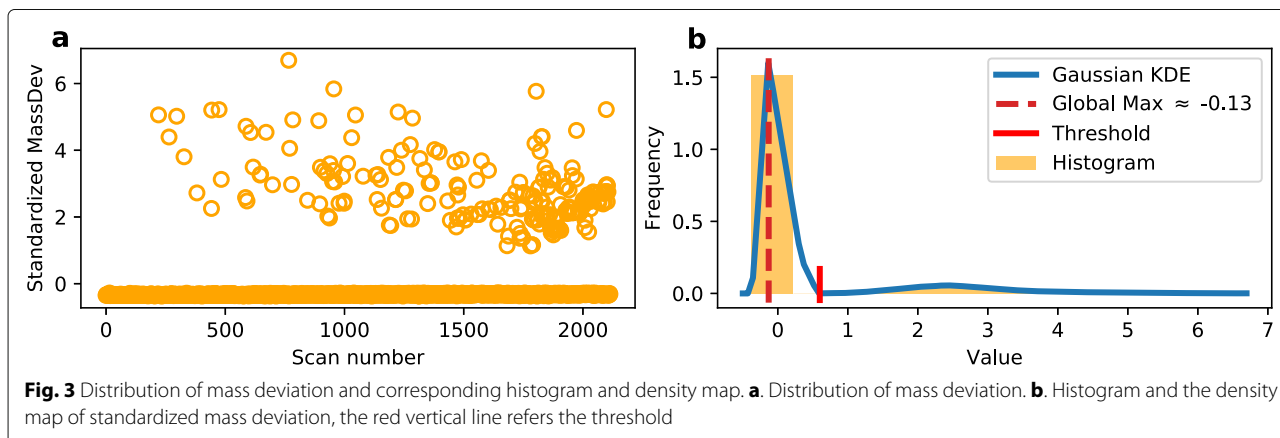 a
Standardized MassDev
6
4
2
0
0
500
1000
1500
2000
Scan number
b
Frequency
1.5
1.0
0.5
0.0
Gaussian KDE
Global Max ≈ -0.13
Threshold
Histogram
0
1
2
3
4
5
6
7
Value
Fig. 3 Distribution of mass deviation and corresponding histogram and density map. a. Distribution of mass deviation. b. Histogram and the density
map of standardized mass deviation, the red vertical line refers the threshold